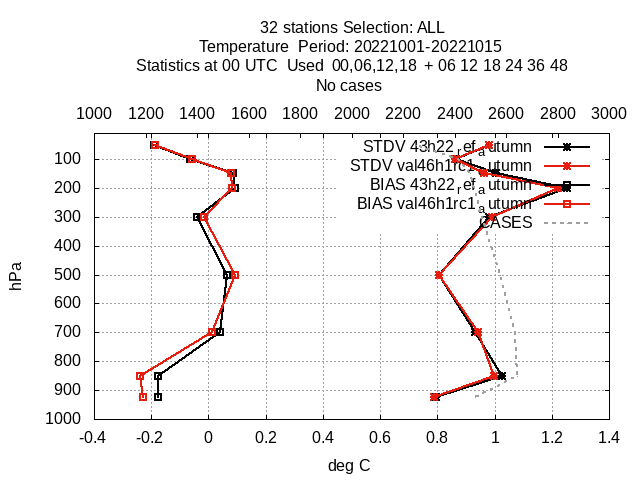 32 stations Selection: ALL
Temperature Period: 20221001-20221015
Statistics at 00 UTC Used 00,06,12,18 + 06 12 18 24 36 48
No cases
1000 1200 1400 1600 1800 2000 2200 2400 2600 2800 3000
STDV 43h22_ref_autumn
STDV val46h1rc1_autumn
BIAS 43h22_ref_autumn
BIAS val46h1rc1_autumn
CASES
100
200
300
400
500
600
700
800
900
1000
hPa
-0.4 -0.2 0 0.2 0.4 0.6 0.8 1 1.2 1.4
deg C